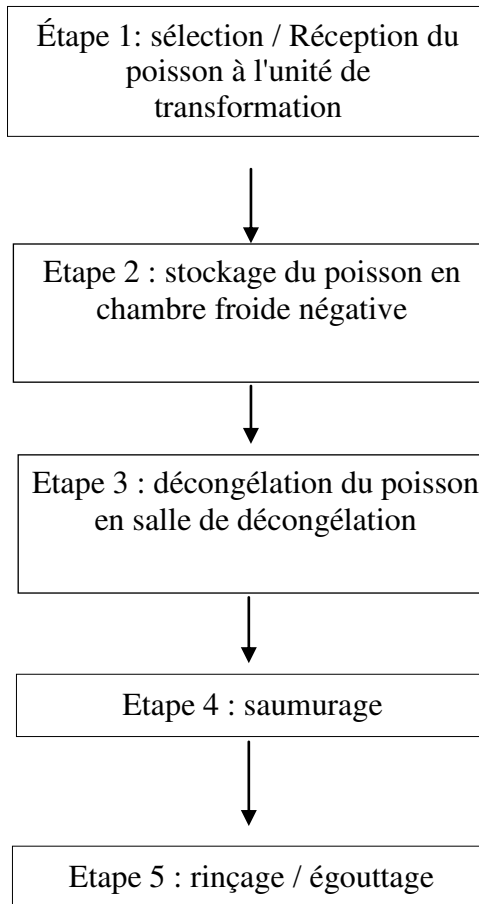 Étape 1: sélection / Réception du
poisson à l'unité de
transformation
Etape 2 : stockage du poisson en
chambre froide négative
Etape 3 : décongélation du poisson
en salle de décongélation
Etape 4 : saumurage
Etape 5 : rinçage / égouttage